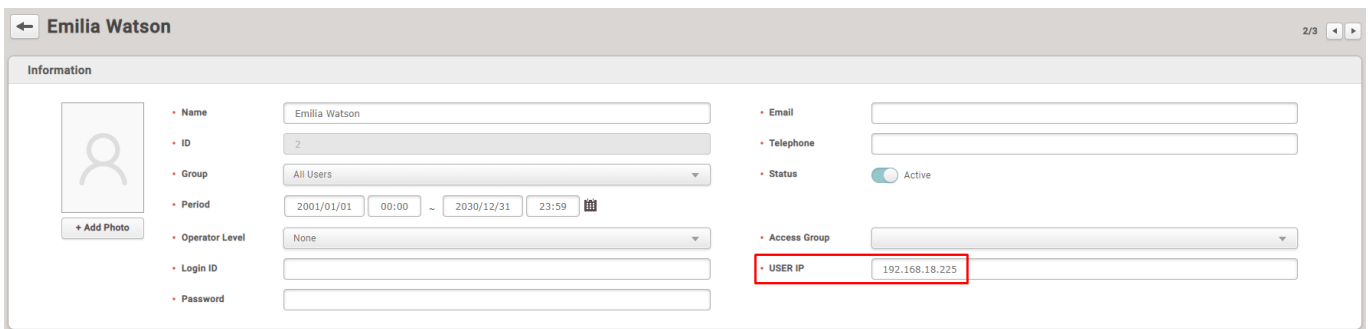 Emilia Watson
2/3
Information
Name Emilia Watson
Email
ID 2
Telephone
Group All Users
Status Active
Period 2001/01/01 00:00 ~ 2030/12/31 23:59
+ Add Photo
Operator Level None
Access Group
Login ID
USER IP 192.168.18.225
Password